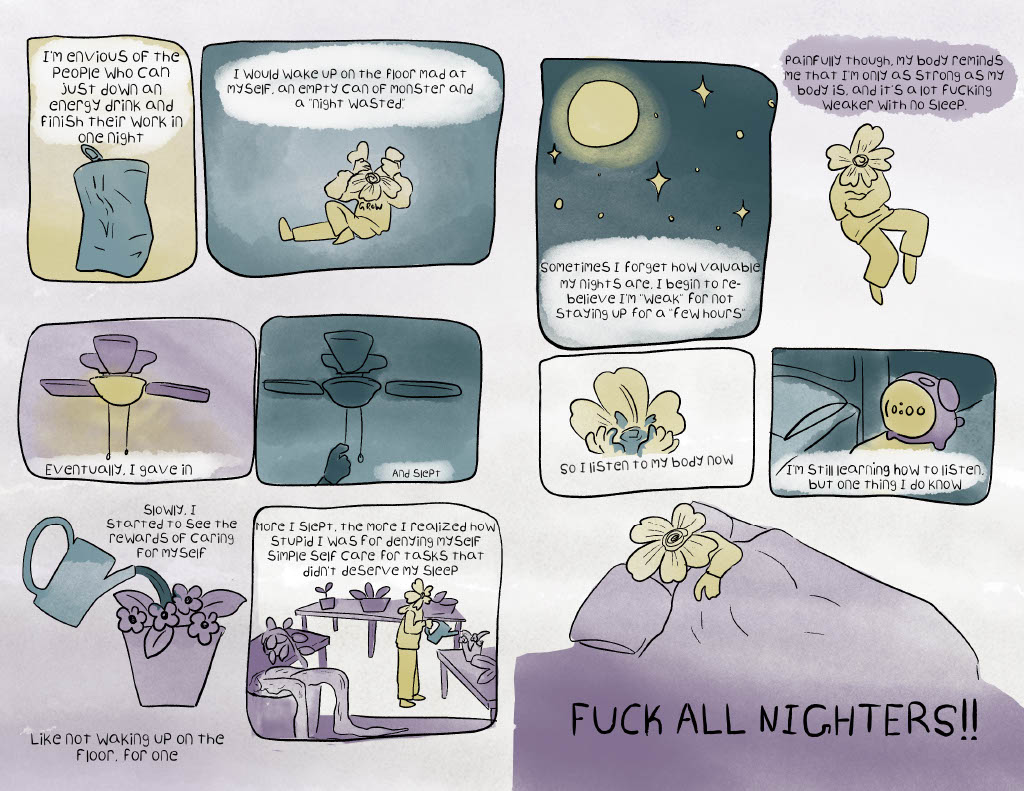 I'm envious of the
people who can
just down an
energy drink and
finish their work in
one night
I would wake up on the floor mad at
myself, an empty can of monster and
a "night wasted"
GROW
Eventually, I gave in
And slept
Slowly, I
started to see the
rewards of caring
for myself
Like not waking up on the
floor, for one
More I slept, the more I realized how
stupid I was for denying myself
simple self care for tasks that
didn't deserve my sleep
Sometimes I forget how valuable
my nights are, I begin to re-
believe I'm "weak" for not
staying up for a "few hours"
Painfully though, my body reminds
me that I'm only as strong as my
body is, and it's a lot fucking
weaker with no sleep.
So I listen to my body now
10:00
I'm still learning how to listen,
but one thing I do know
FUCK ALL NIGHTERS!!